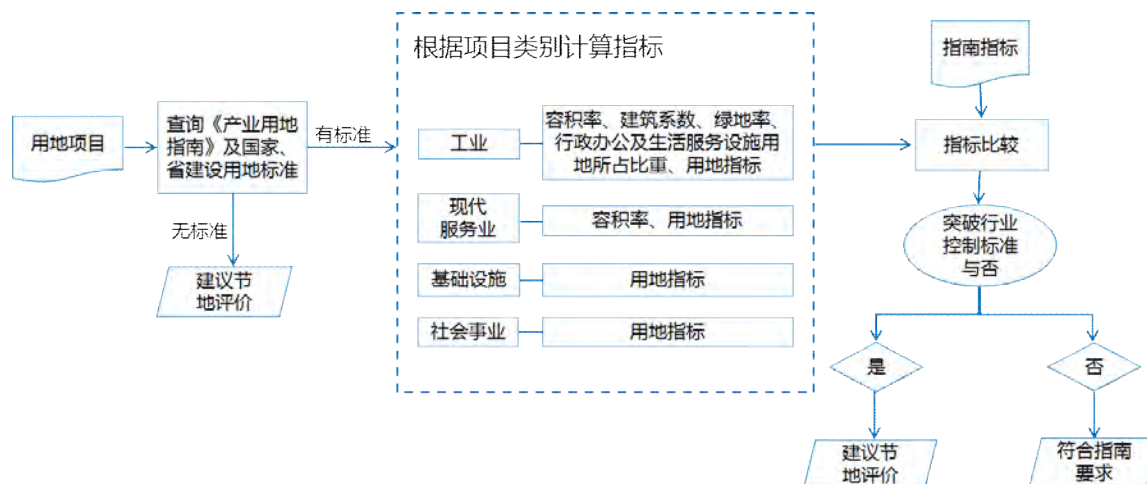 用地项目
查询《产业用地
指南》及国家、
省建设用地标准
有标准
无标准
建议节
地评价
根据项目类别计算指标
工业
容积率、建筑系数、绿地率、
行政办公及生活服务设施用
地所占比重、用地指标
现代
服务业
容积率、用地指标
基础设施
用地指标
社会事业
用地指标
指南指标
指标比较
突破行业
控制标准
与否
是
否
建议节
地评价
符合指南
要求